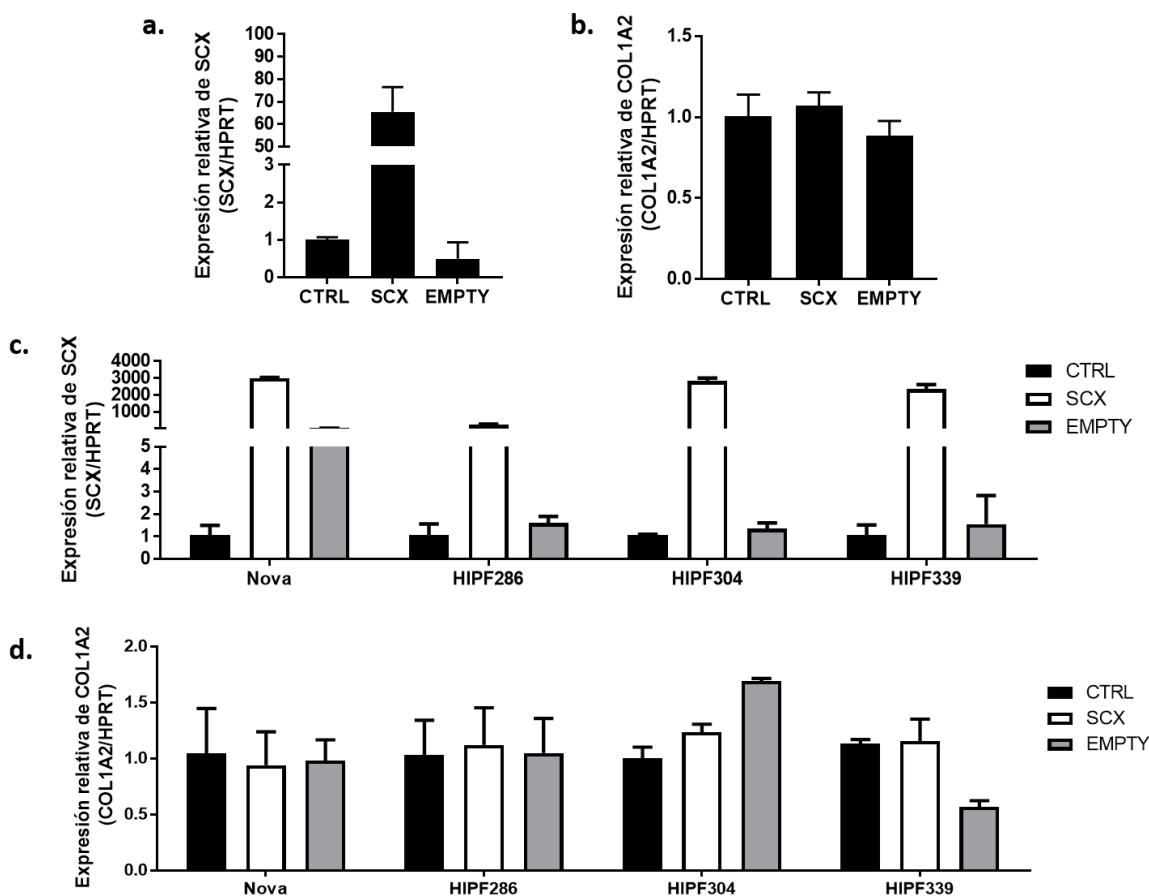 a.
Expresión relativa de SCX
(SCX/HPRT)
100
90
80
70
60
50
3
2
1
0
CTRL SCX EMPTY
b.
Expresión relativa de COL1A2
(COL1A2/HPRT)
1.5
1.0
0.5
0.0
CTRL SCX EMPTY
c.
Expresión relativa de SCX
(SCX/HPRT)
4000
3000
2000
1000
5
4
3
2
1
0
Nova HIPF286 HIPF304 HIPF339
CTRL
SCX
EMPTY
d.
Expresión relativa de COL1A2
(COL1A2/HPRT)
2.0
1.5
1.0
0.5
0.0
Nova HIPF286 HIPF304 HIPF339
CTRL
SCX
EMPTY